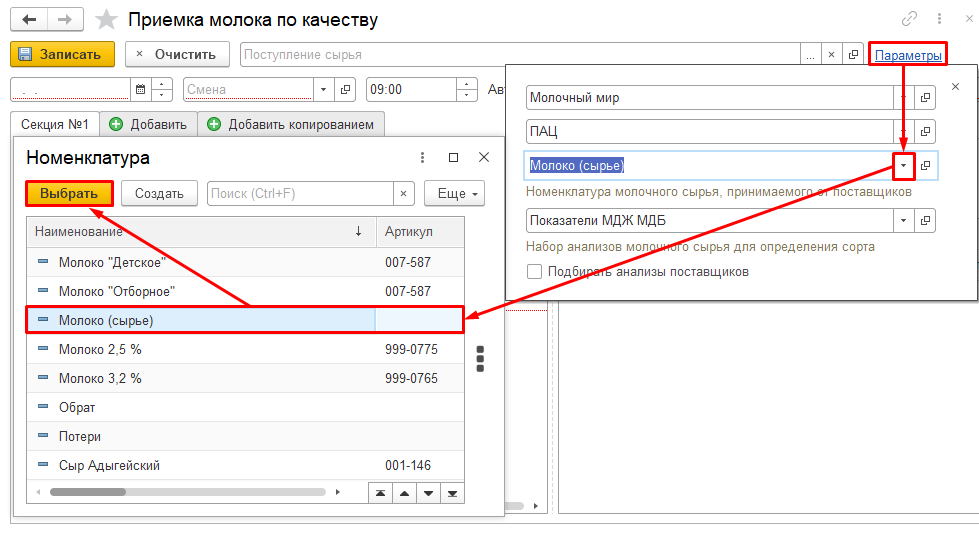 Приемка молока по качеству
Записать
× Очистить
Поступление сырья
... ×
Параметры
. .
Смена
09:00
Авт
Секция №1
Добавить
Добавить копированием
Молочный мир
ПАЦ
Молоко (сырье)
Номенклатура молочного сырья, принимаемого от поставщиков
Показатели МДЖ МДБ
Набор анализов молочного сырья для определения сорта
Подбирать анализы поставщиков
Номенклатура
Выбрать
Создать
Поиск (Ctrl+F)
×
Еще
Наименование ↓ Артикул
Молоко "Детское" 007-587
Молоко "Отборное" 007-587
Молоко (сырье)
Молоко 2,5 % 999-0775
Молоко 3,2 % 999-0765
Обрат
Потери
Сыр Адыгейский 001-146